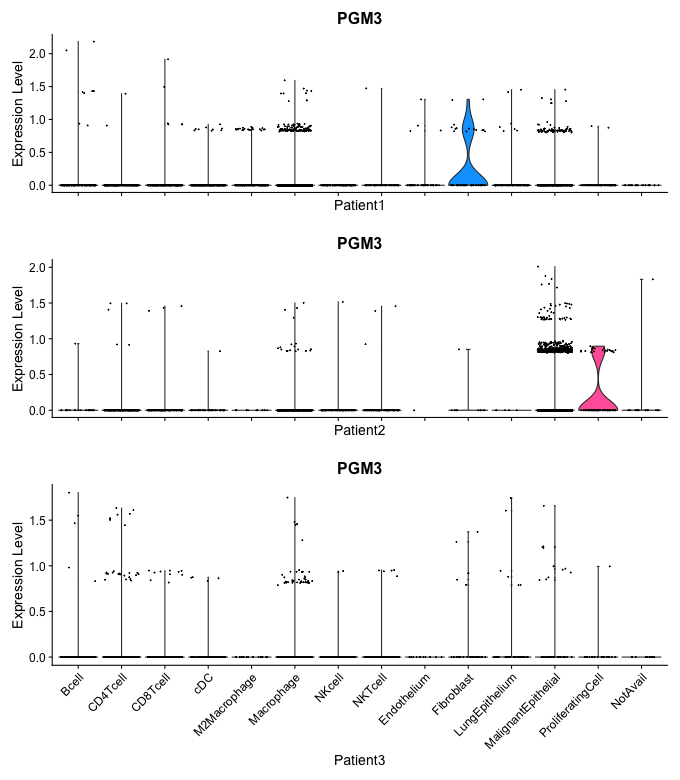 PGM3
Expression Level
2.0
1.5
1.0
0.5
0.0
Patient1
PGM3
Expression Level
2.0
1.5
1.0
0.5
0.0
Patient2
PGM3
Expression Level
1.5
1.0
0.5
0.0
Bcell
CD4Tcell
CD8Tcell
cDC
M2Macrophage
Macrophage
NKcell
NKTcell
Endothelium
Fibroblast
LungEpithelium
MalignantEpithelial
ProliferatingCell
NotAvail
Patient3